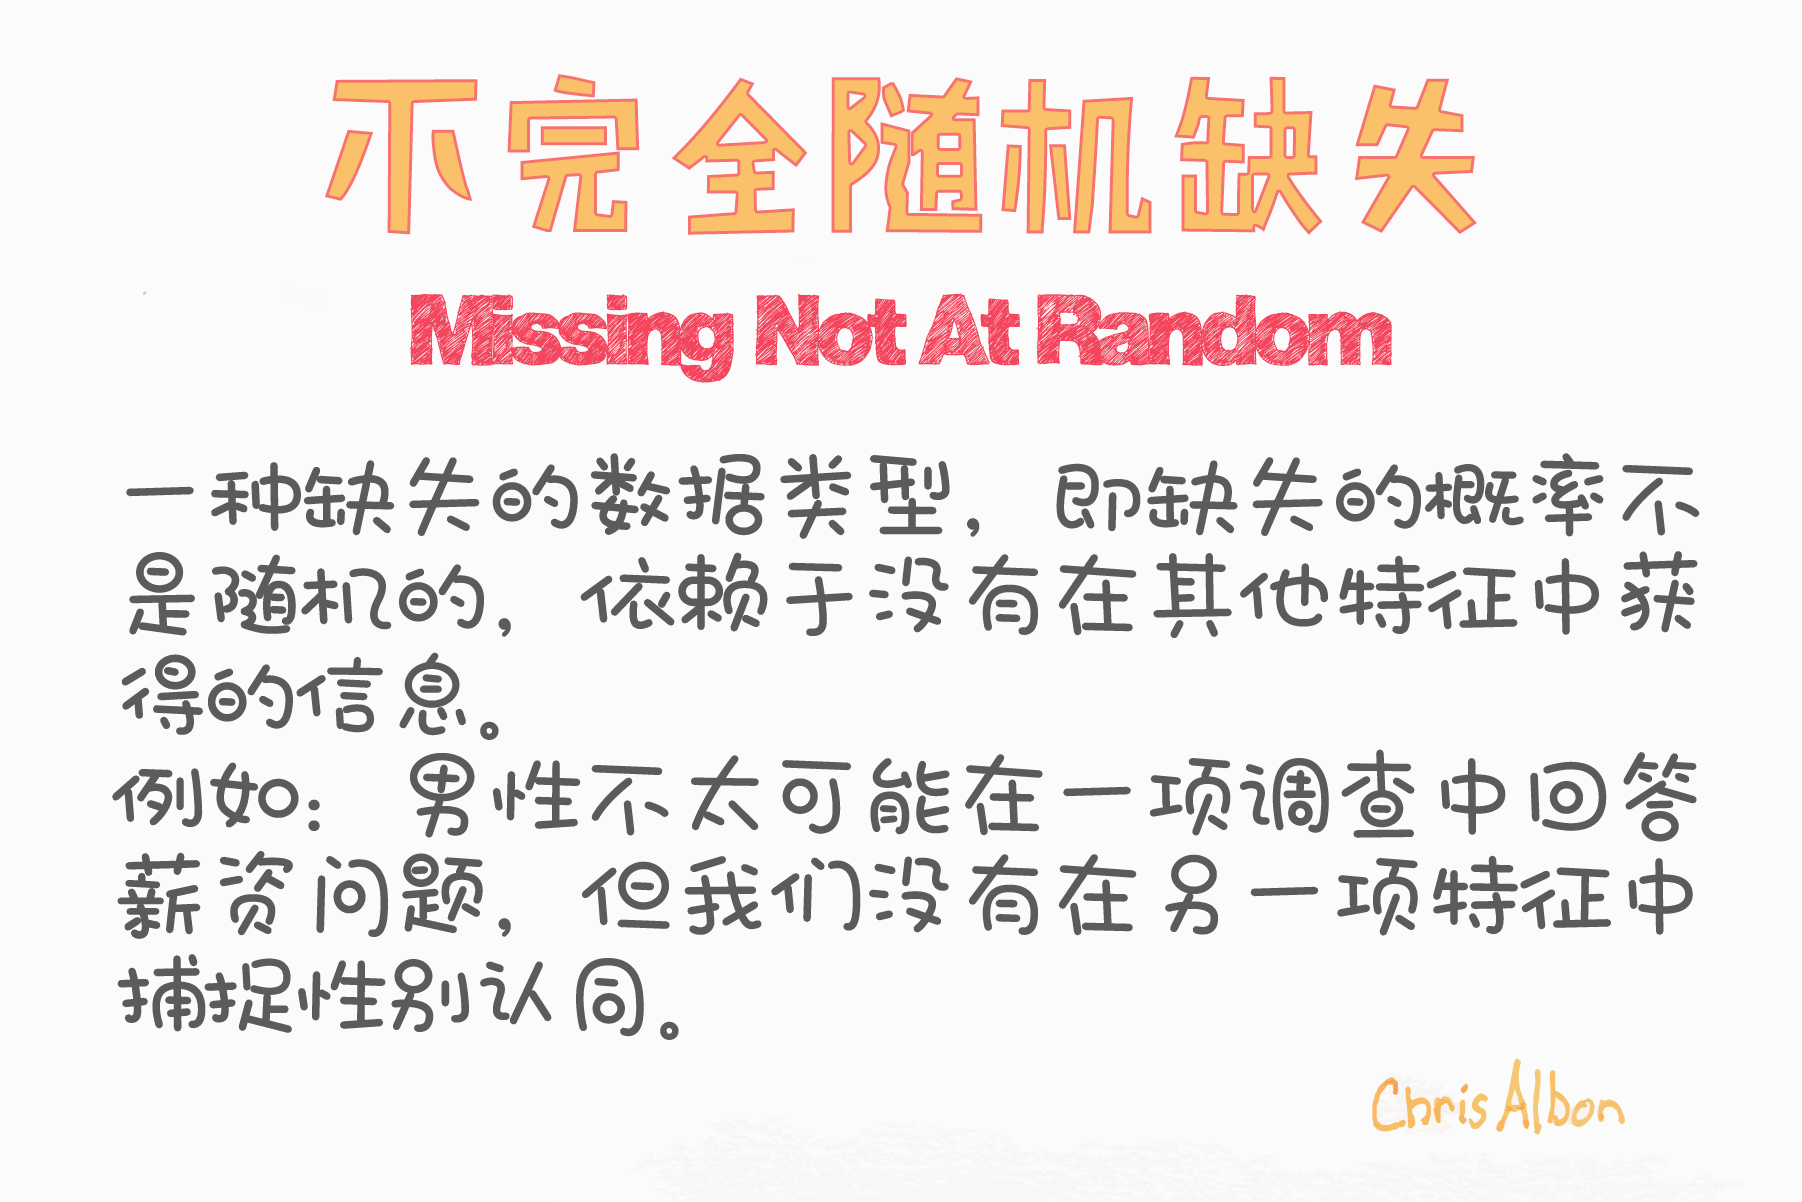 不完全随机缺失
Missing Not At Random
一种缺失的数据类型，即缺失的概率不
是随机的，依赖于没有在其他特征中获
得的信息。
例如：男性不太可能在一项调查中回答
薪资问题，但我们没有在另一项特征中
捕捉性别认同。
Chris Albon